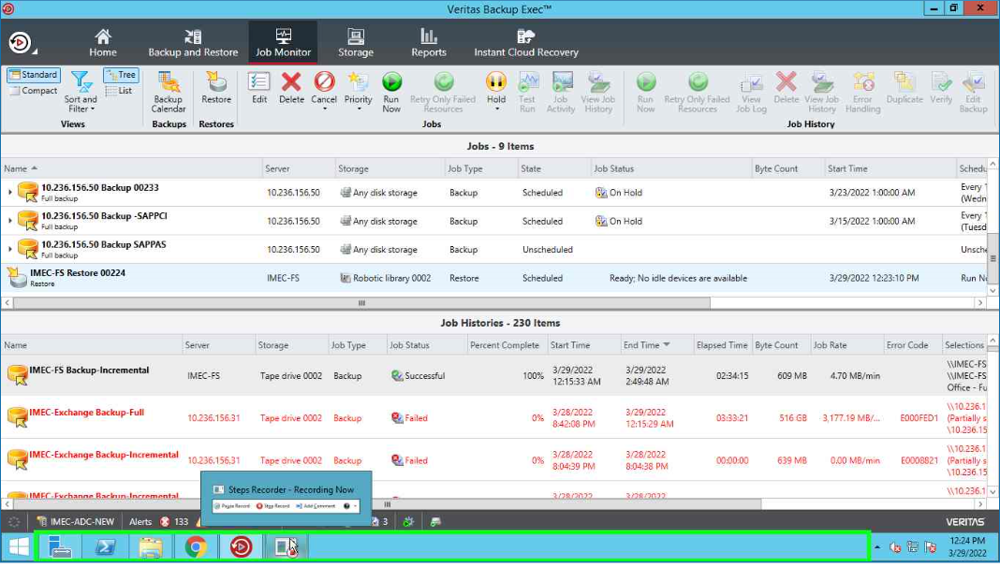 Veritas Backup Exec™
Home
Backup and Restore
Job Monitor
Storage
Reports
Instant Cloud Recovery
Standard
Compact
Sort and
Filter
Tree
List
Views
Backup
Calendar
Backups
Restore
Restores
Edit
Delete
Cancel
Priority
Run
Now
Retry Only Failed
Resources
Hold
Test
Run
Job
Activity
View Job
History
Jobs
Run
Now
Retry Only Failed
Resources
View
Job Log
Delete
View Job
History
Error
Handling
Duplicate
Verify
Edit
Backup
Job History
Jobs - 9 Items
Name Server Storage Job Type State Job Status Byte Count Start Time Schedu
10.236.156.50 Backup 00233
Full backup
10.236.156.50 Any disk storage Backup Scheduled On Hold 3/23/2022 1:00:00 AM Every 1
(Wedn
10.236.156.50 Backup -SAPPCI
Full backup
10.236.156.50 Any disk storage Backup Scheduled On Hold 3/15/2022 1:00:00 AM Every 1
(Tuesd
10.236.156.50 Backup SAPPAS
Full backup
10.236.156.50 Any disk storage Backup Unscheduled Unsche
IMEC-FS Restore 00224
Restore
IMEC-FS Robotic library 0002 Restore Scheduled Ready; No idle devices are available 3/29/2022 12:23:10 PM Run No
Job Histories - 230 Items
Name Server Storage Job Type Job Status Percent Complete Start Time End Time Elapsed Time Byte Count Job Rate Error Code Selections
IMEC-FS Backup-Incremental IMEC-FS Tape drive 0002 Backup Successful 100% 3/29/2022
12:15:33 AM 3/29/2022
2:49:48 AM 02:34:15 609 MB 4.70 MB/min \\IMEC-FS
\\IMEC-FS
Office - Fu
IMEC-Exchange Backup-Full 10.236.156.31 Tape drive 0002 Backup Failed 0% 3/28/2022
8:42:08 PM 3/29/2022
12:15:29 AM 03:33:21 516 GB 3,177.19 MB/... E000FED1 \\10.236.1
(Partially s
\\10.236.15
IMEC-Exchange Backup-Incremental 10.236.156.31 Tape drive 0002 Backup Failed 0% 3/28/2022
8:04:39 PM 3/28/2022
8:04:38 PM 00:00:00 639 MB 0.00 MB/min E0008821 \\10.236.1
(Partially s
\\10.236.15
IMEC-Exchange Backup-Incremental 3/28/2022 3/28/2022 \\10.236.1
Steps Recorder - Recording Now
Pause Record Stop Record Add Comment
IMEC-ADC-NEW Alerts 133 3 VERITAS
12:24 PM
3/29/2022